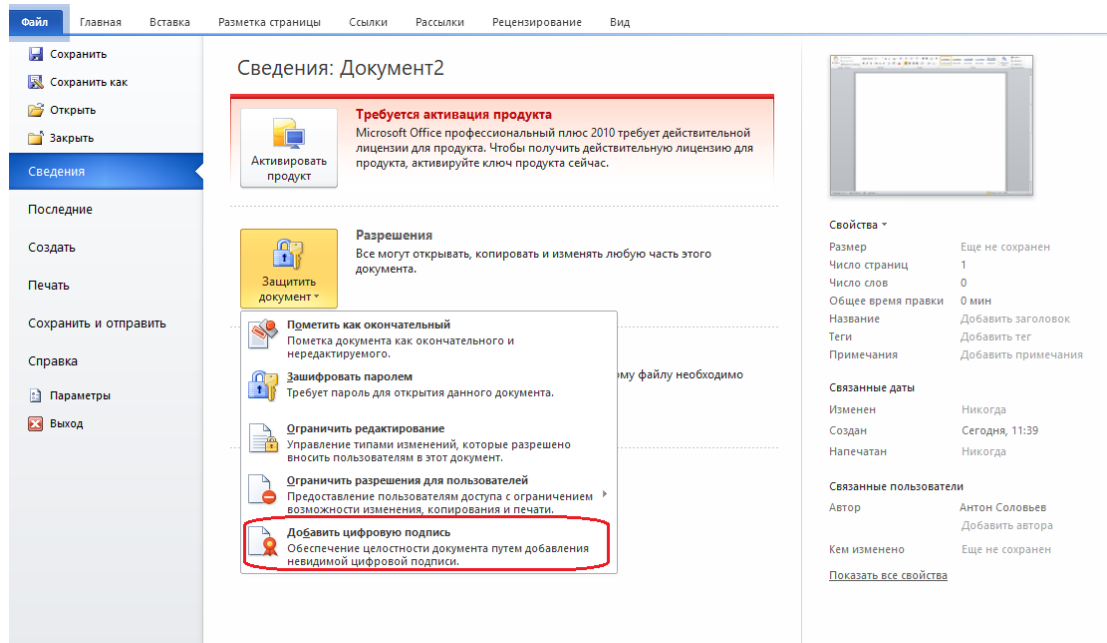 Файл Главная Вставка Разметка страницы Ссылки Рассылки Рецензирование Вид
Сохранить
Сохранить как
Открыть
Закрыть
Сведения
Последние
Создать
Печать
Сохранить и отправить
Справка
Параметры
Выход
Сведения: Документ2
Активировать
продукт
Требуется активация продукта
Microsoft Office профессиональный плюс 2010 требует действительной
лицензии для продукта. Чтобы получить действительную лицензию для
продукта, активируйте ключ продукта сейчас.
Защитить
документ
Разрешения
Все могут открывать, копировать и изменять любую часть этого
документа.
Пометить как окончательный
Пометка документа как окончательного и
нередактируемого.
Зашифровать паролем
Требует пароль для открытия данного документа.
Ограничить редактирование
Управление типами изменений, которые разрешено
вносить пользователям в этот документ.
Ограничить разрешения для пользователей
Предоставление пользователям доступа с ограничением
возможности изменения, копирования и печати.
Добавить цифровую подпись
Обеспечение целостности документа путем добавления
невидимой цифровой подписи.
файлу необходимо
Свойства
Размер Еще не сохранен
Число страниц 1
Число слов 0
Общее время правки 0 мин
Название Добавить заголовок
Теги Добавить тег
Примечания Добавить примечания
Связанные даты
Изменен Никогда
Создан Сегодня, 11:39
Напечатан Никогда
Связанные пользователи
Автор Антон Соловьев
Добавить автора
Кем изменено Еще не сохранен
Показать все свойства